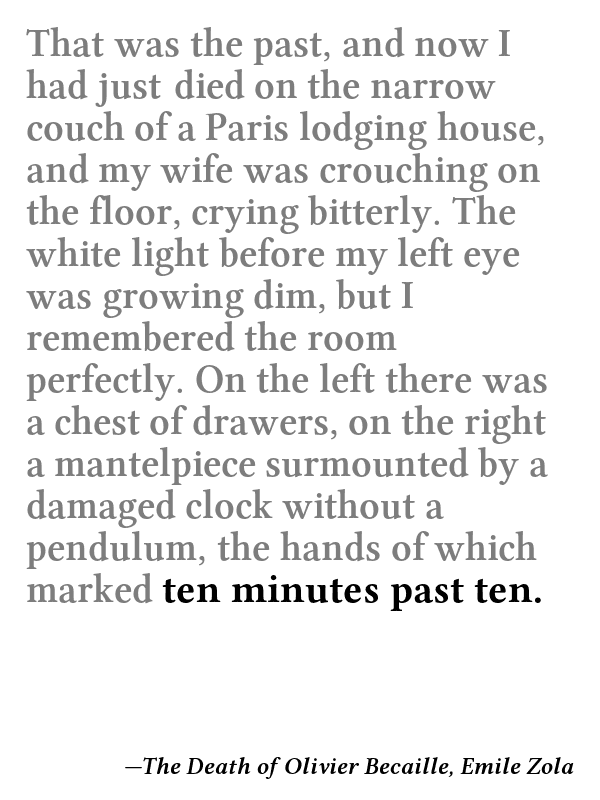 That was the past, and now I
had just died on the narrow
couch of a Paris lodging house,
and my wife was crouching on
the floor, crying bitterly. The
white light before my left eye
was growing dim, but I
remembered the room
perfectly. On the left there was
a chest of drawers, on the right
a mantelpiece surmounted by a
damaged clock without a
pendulum, the hands of which
marked ten minutes past ten.
—The Death of Olivier Becaille, Emile Zola